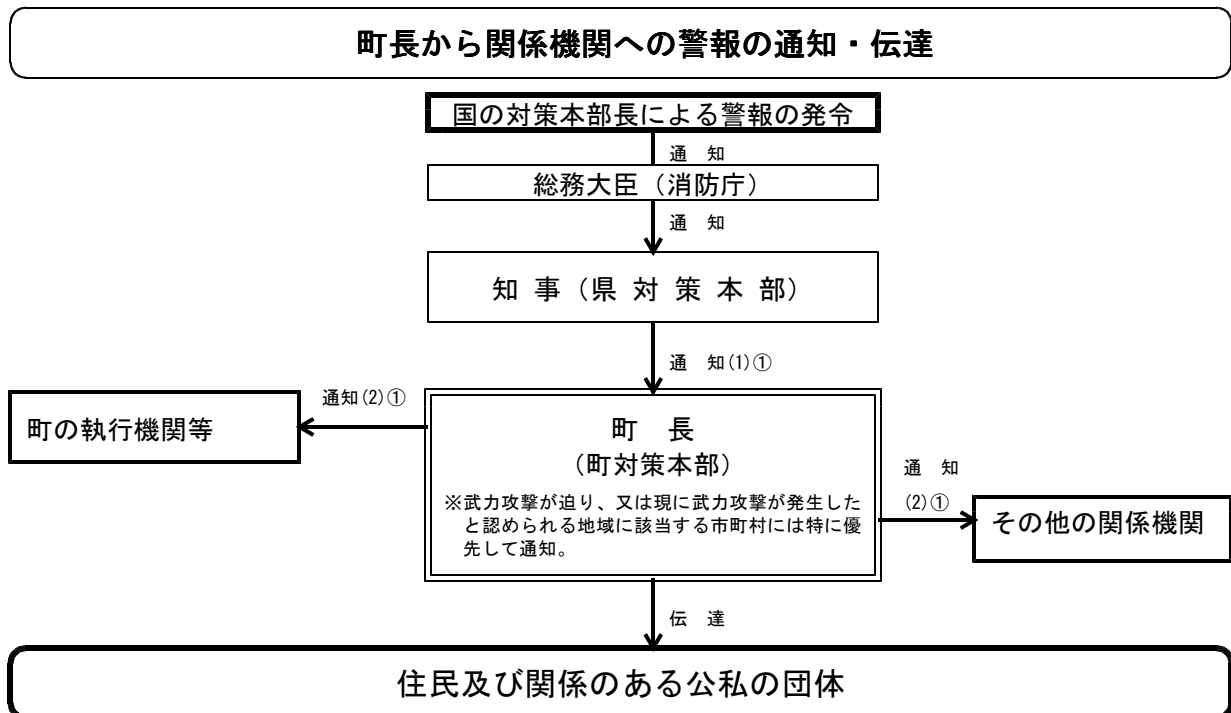 町長から関係機関への警報の通知・伝達
国の対策本部長による警報の発令
通　知
総務大臣（消防庁）
通　知
知 事（県 対 策 本 部）
通　知(1)①
通知(2)①
町の執行機関等
町　長
（町対策本部）
※武力攻撃が迫り、又は現に武力攻撃が発生した
と認められる地域に該当する市町村には特に優
先して通知。
通　知
(2)①
その他の関係機関
伝　達
住民及び関係のある公私の団体